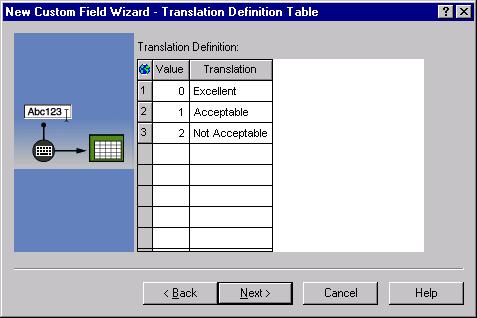 New Custom Field Wizard - Translation Definition Table
Translation Definition:
Value Translation
1 0 Excellent
2 1 Acceptable
3 2 Not Acceptable
Abc123
< Back Next > Cancel Help